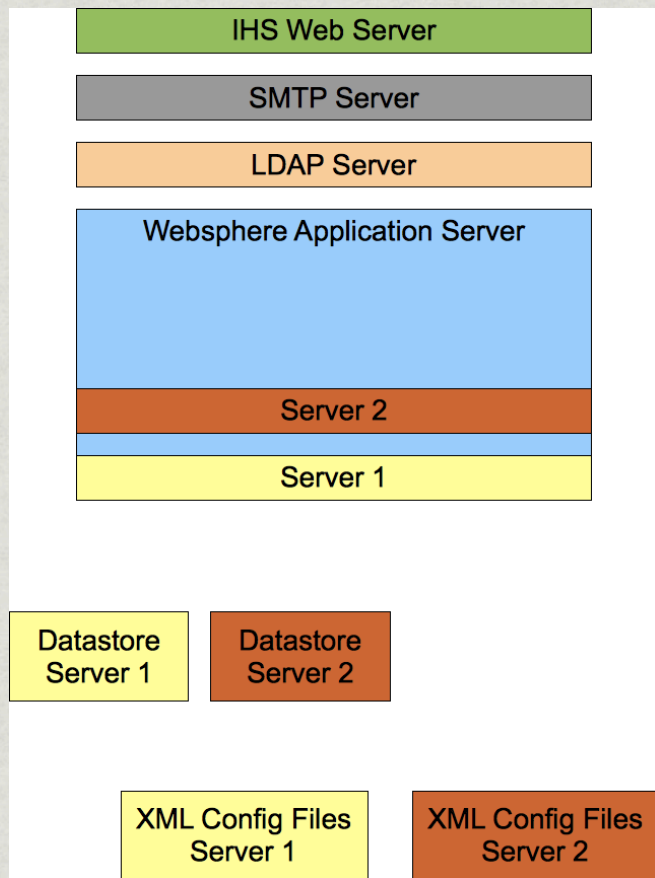 IHS Web Server
SMTP Server
LDAP Server
Websphere Application Server
Server 2
Server 1
Datastore
Server 1
Datastore
Server 2
XML Config Files
Server 1
XML Config Files
Server 2